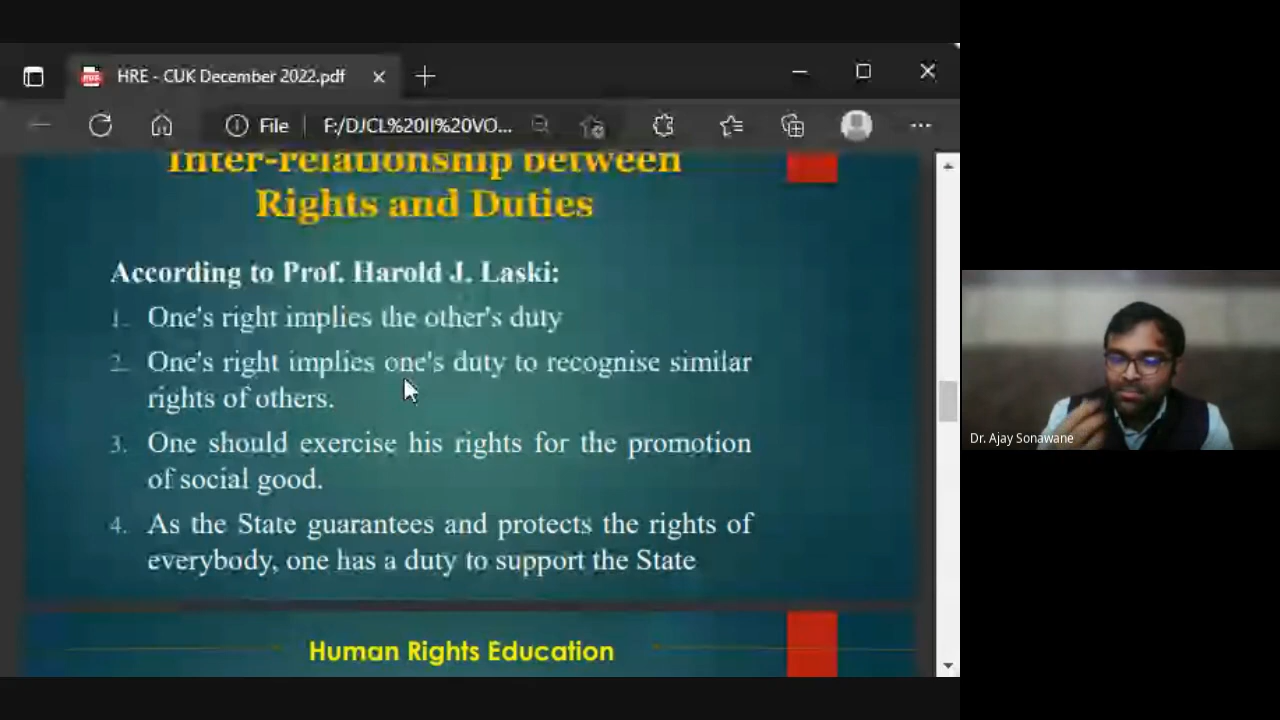 HRE - CUK December 2022.pdf
File
F:/DJCL%20II%20VO...
Inter-relationship between
Rights and Duties
According to Prof. Harold J. Laski:
1. One's right implies the other's duty
2. One's right implies one's duty to recognise similar
rights of others.
3. One should exercise his rights for the promotion
of social good.
4. As the State guarantees and protects the rights of
everybody, one has a duty to support the State
Human Rights Education
Dr. Ajay Sonawane